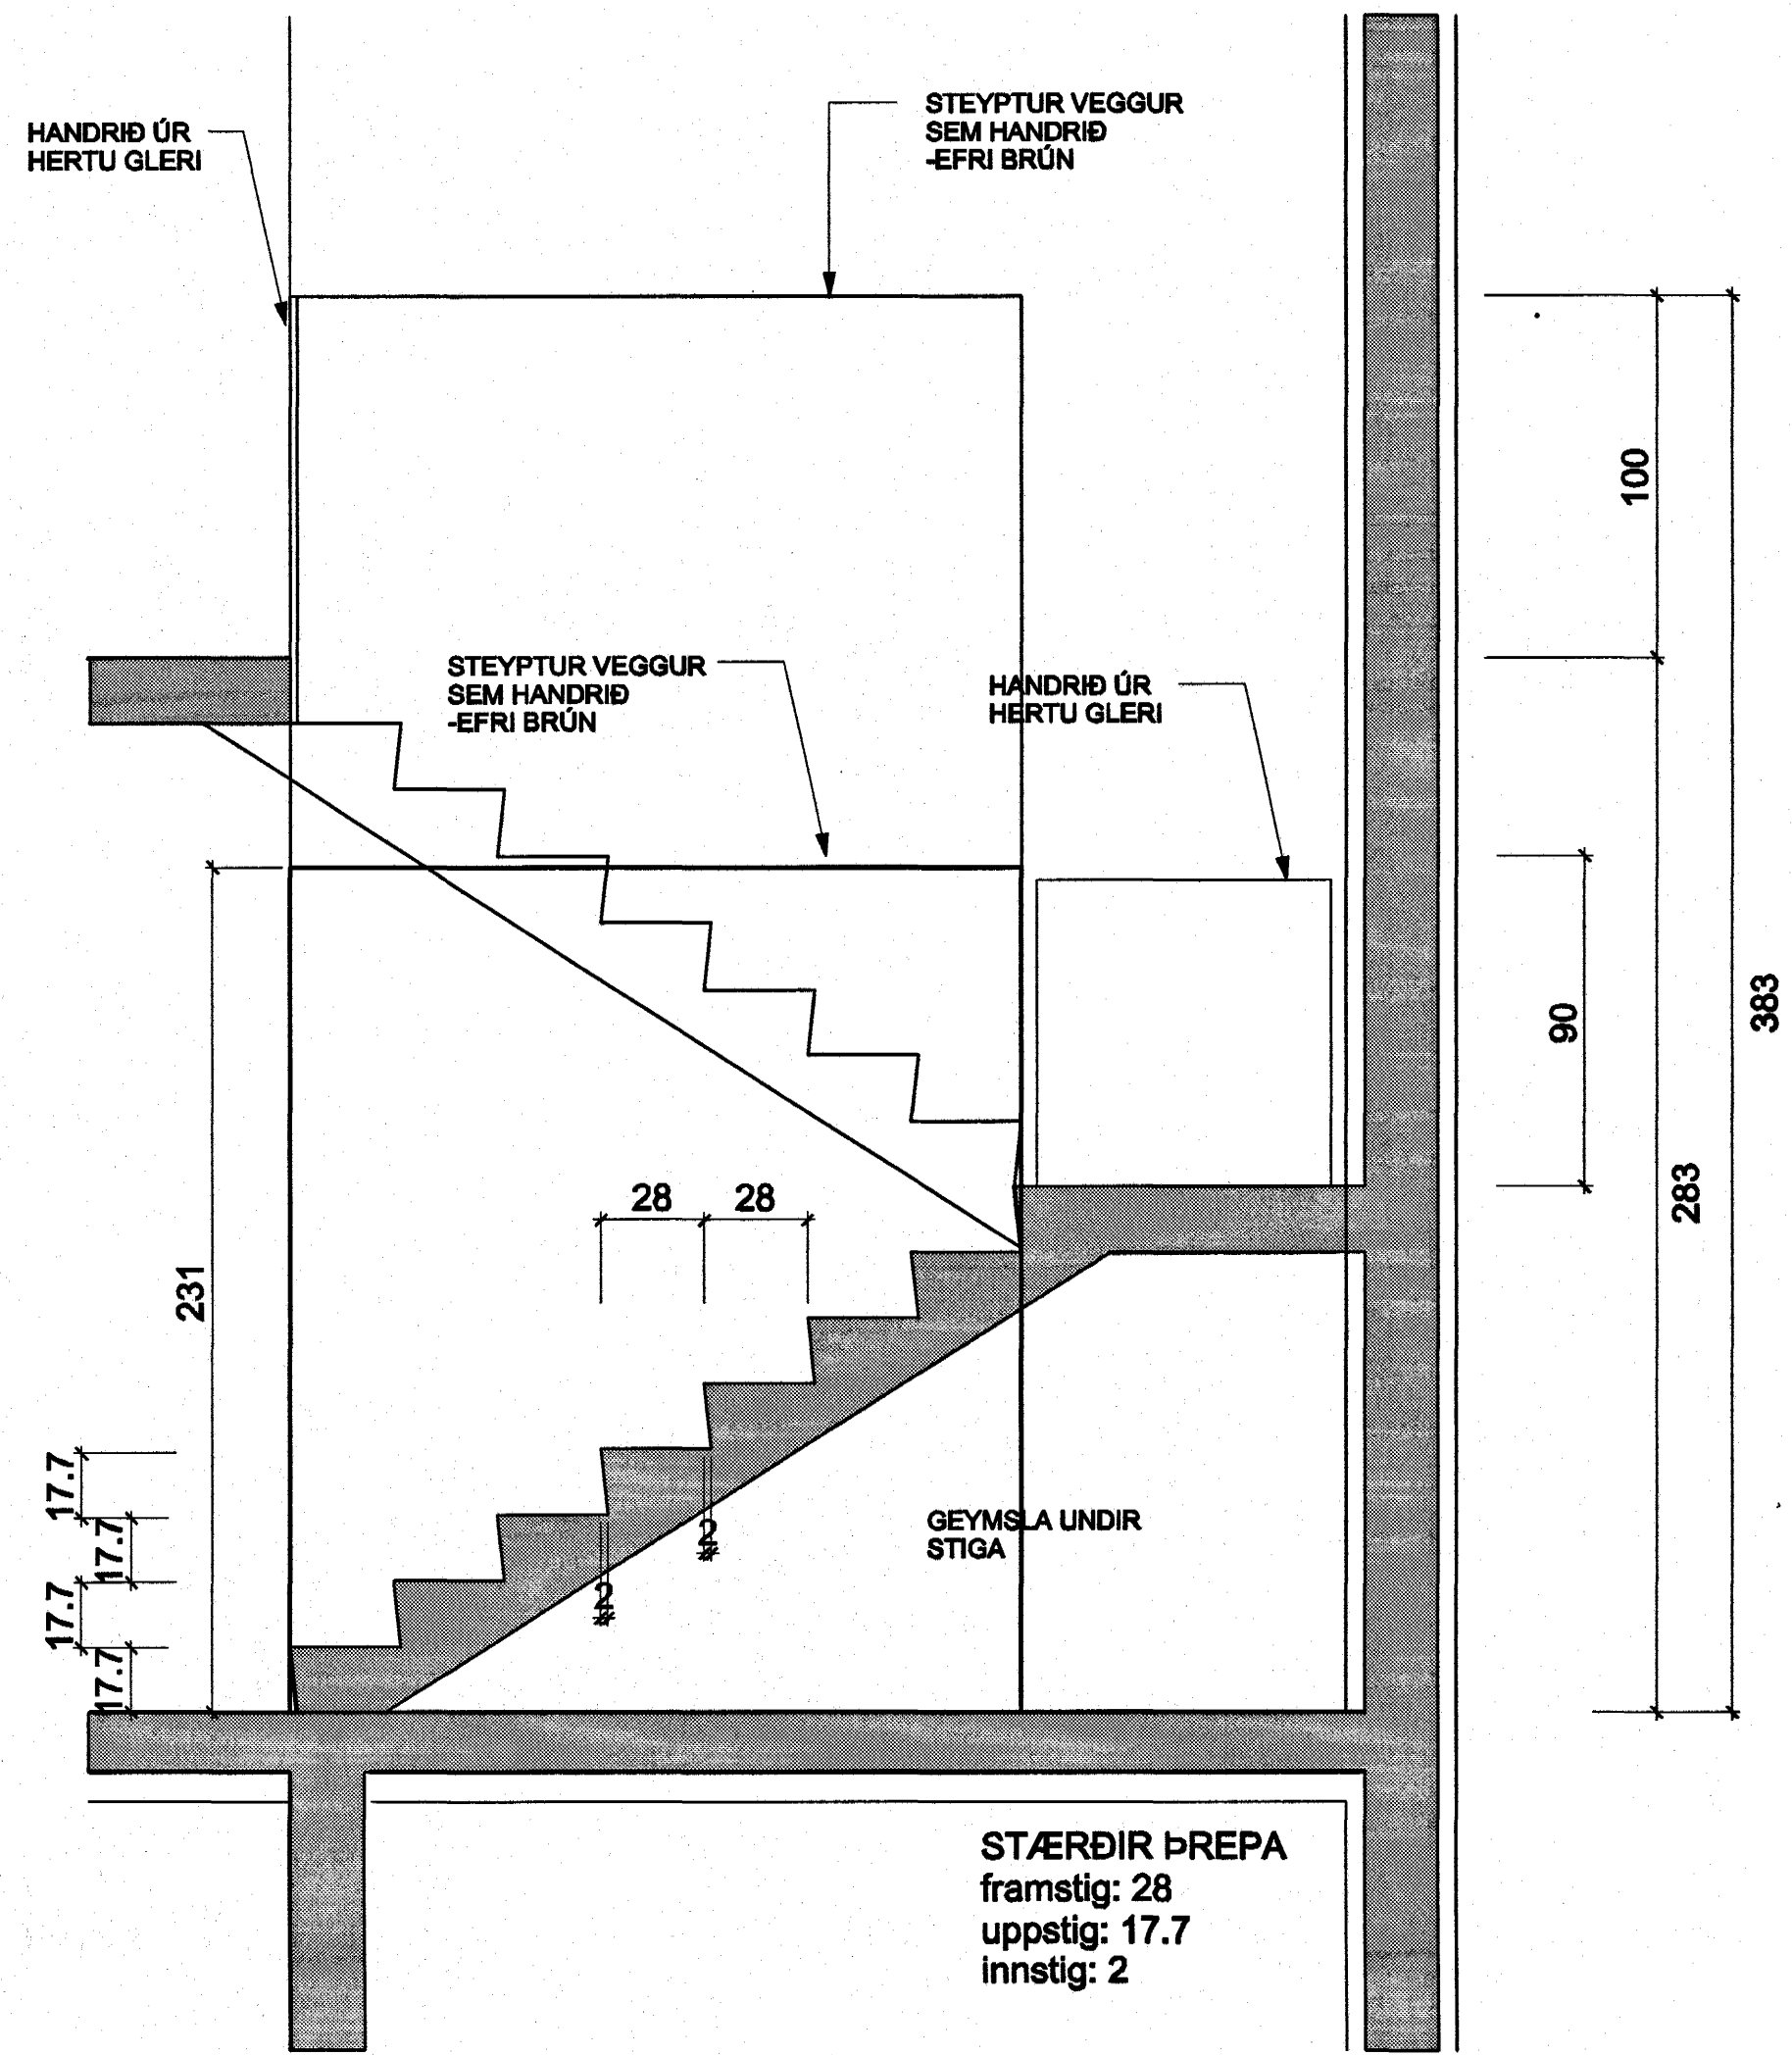 HANDRIÐ ÚR
HERTU GLERI
STEYPTUR VEGGUR
SEM HANDRIÐ
-EFRI BRÚN
100
STEYPTUR VEGGUR
SEM HANDRIÐ
-EFRI BRÚN
HANDRIÐ ÚR
HERTU GLERI
383
90
283
28
28
231
17.7
17.7
17.7
17.7
2
2
GEYMSLA UNDIR
STIGA
STÆRÐIR ÞREPA
framstig: 28
uppstig: 17.7
innstig: 2